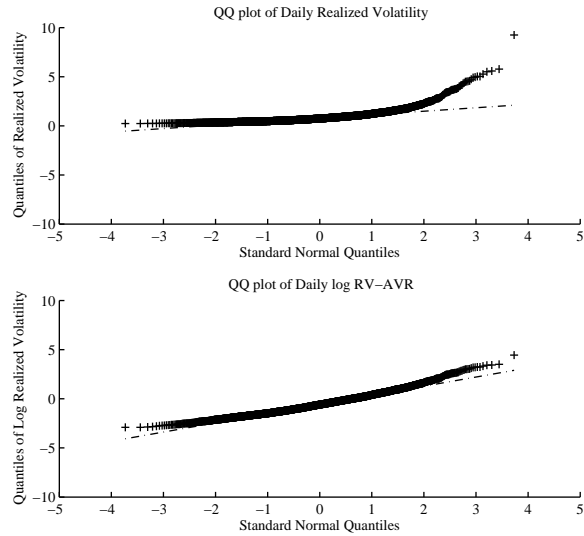 QQ plot of Daily Realized Volatility
10
5
0
−5
−10
Quantiles of Realized Volatility
−5 −4 −3 −2 −1 0 1 2 3 4 5
Standard Normal Quantiles
QQ plot of Daily log RV−AVR
10
5
0
−5
−10
Quantiles of Log Realized Volatility
−5 −4 −3 −2 −1 0 1 2 3 4 5
Standard Normal Quantiles